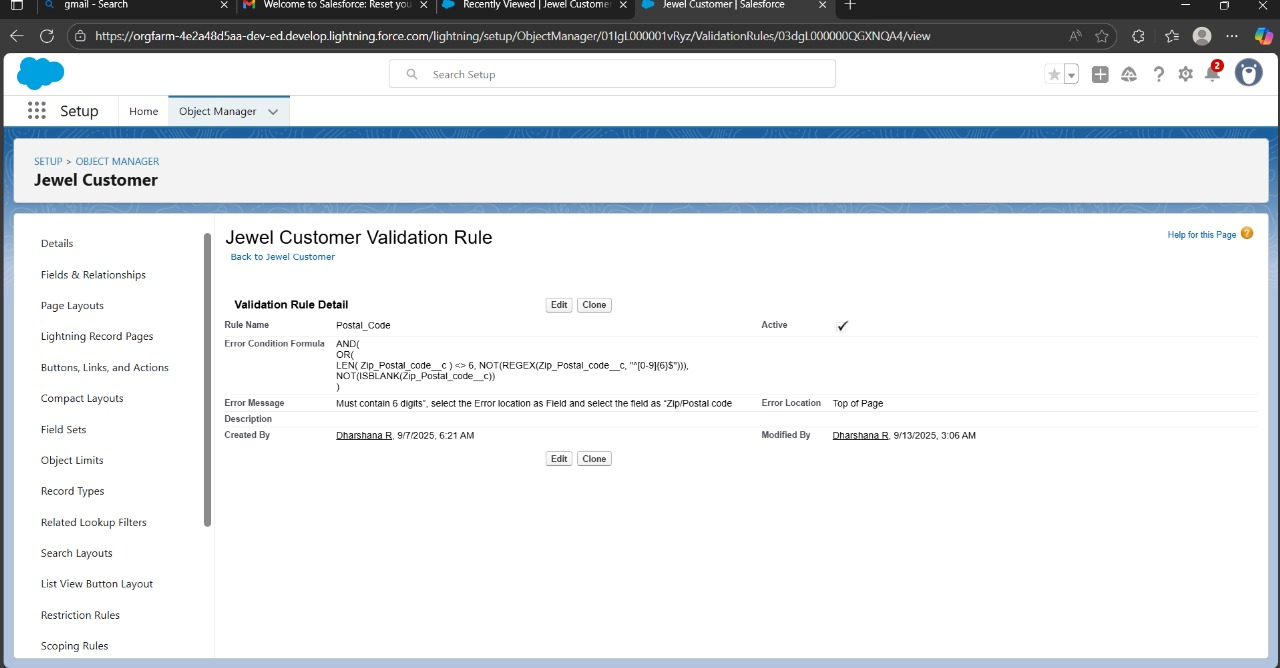 gmail - Search
Welcome to Salesforce: Reset you
Recently Viewed | Jewel Custome
Jewel Customer | Salesforce
https://orgfarm-4e2a48d5aa-dev-ed.develop.lightning.force.com/lightning/setup/ObjectManager/01IgL000001vRyz/ValidationRules/03dgL000000QGXNQA4/view
Search Setup
2
Setup
Home
Object Manager
SETUP > OBJECT MANAGER
Jewel Customer
Details
Fields & Relationships
Page Layouts
Lightning Record Pages
Buttons, Links, and Actions
Compact Layouts
Field Sets
Object Limits
Record Types
Related Lookup Filters
Search Layouts
List View Button Layout
Restriction Rules
Scoping Rules
Jewel Customer Validation Rule
Help for this Page
Back to Jewel Customer
Validation Rule Detail
Edit Clone
Rule Name Postal_Code Active
Error Condition Formula AND(
OR(
LEN( Zip_Postal_code__c ) <> 6, NOT(REGEX(Zip_Postal_code__c, "^[0-9]{6}$"))),
NOT(ISBLANK(Zip_Postal_code__c))
)
Error Message Must contain 6 digits", select the Error location as Field and select the field as "Zip/Postal code Error Location Top of Page
Description
Created By Dharshana R, 9/7/2025, 6:21 AM Modified By Dharshana R, 9/13/2025, 3:06 AM
Edit Clone